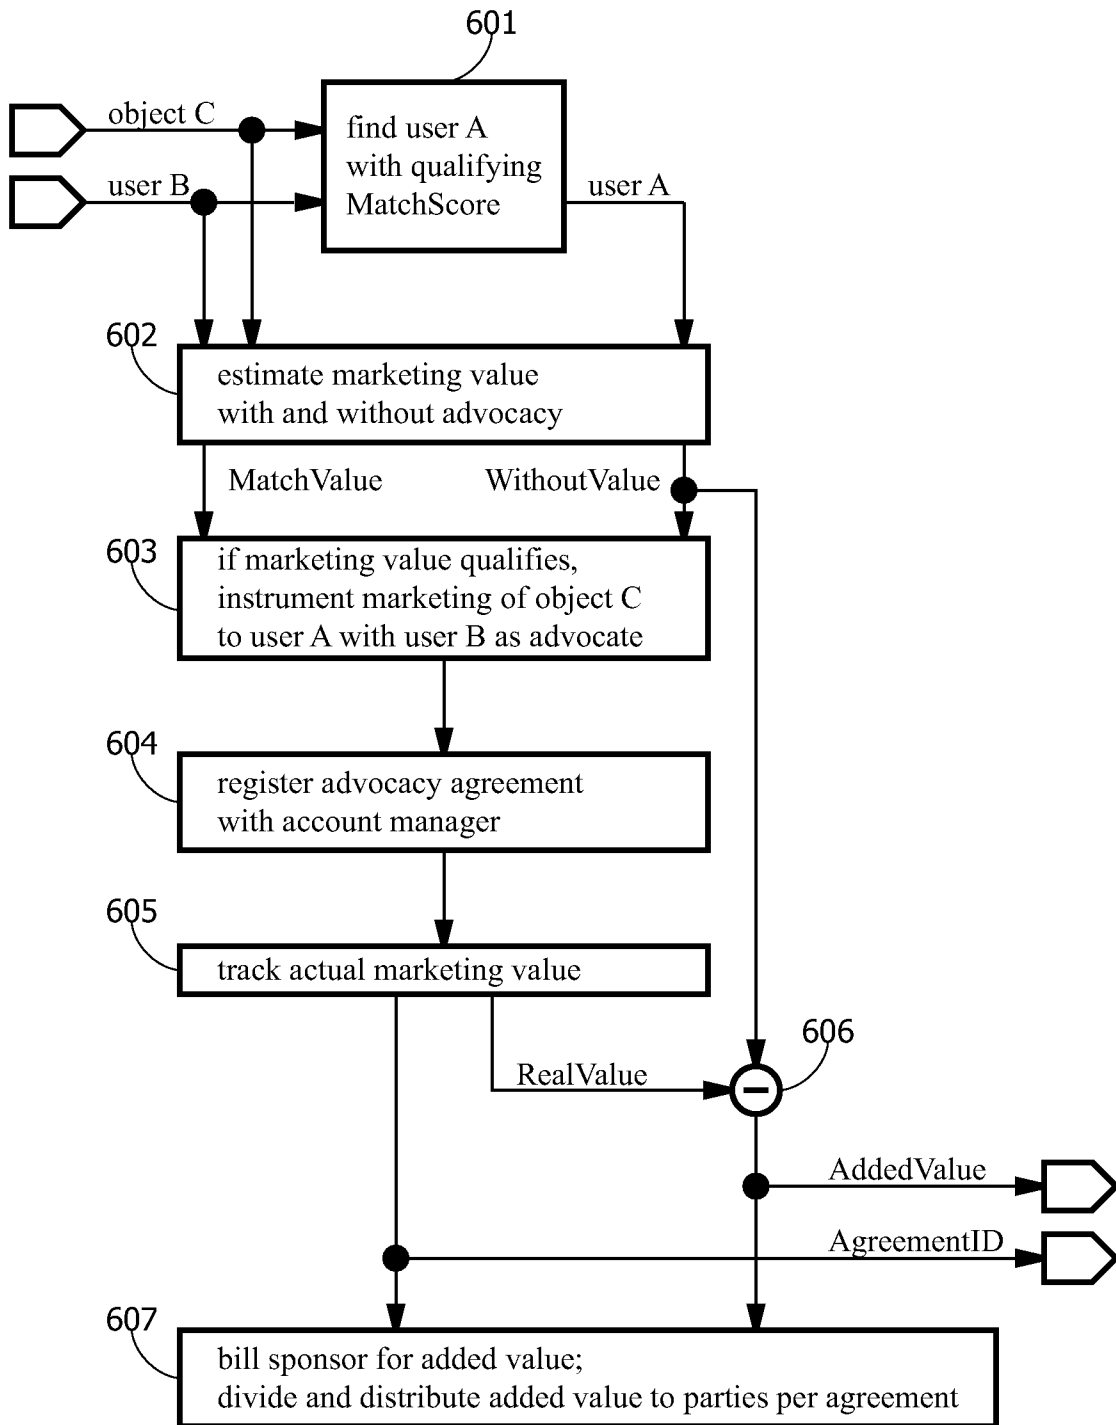 601
object C
find user A
with qualifying
MatchScore
user B
user A
602
estimate marketing value
with and without advocacy
MatchValue
WithoutValue
603
if marketing value qualifies,
instrument marketing of object C
to user A with user B as advocate
604
register advocacy agreement
with account manager
605
track actual marketing value
606
RealValue
–
AddedValue
AgreementID
607
bill sponsor for added value;
divide and distribute added value to parties per agreement